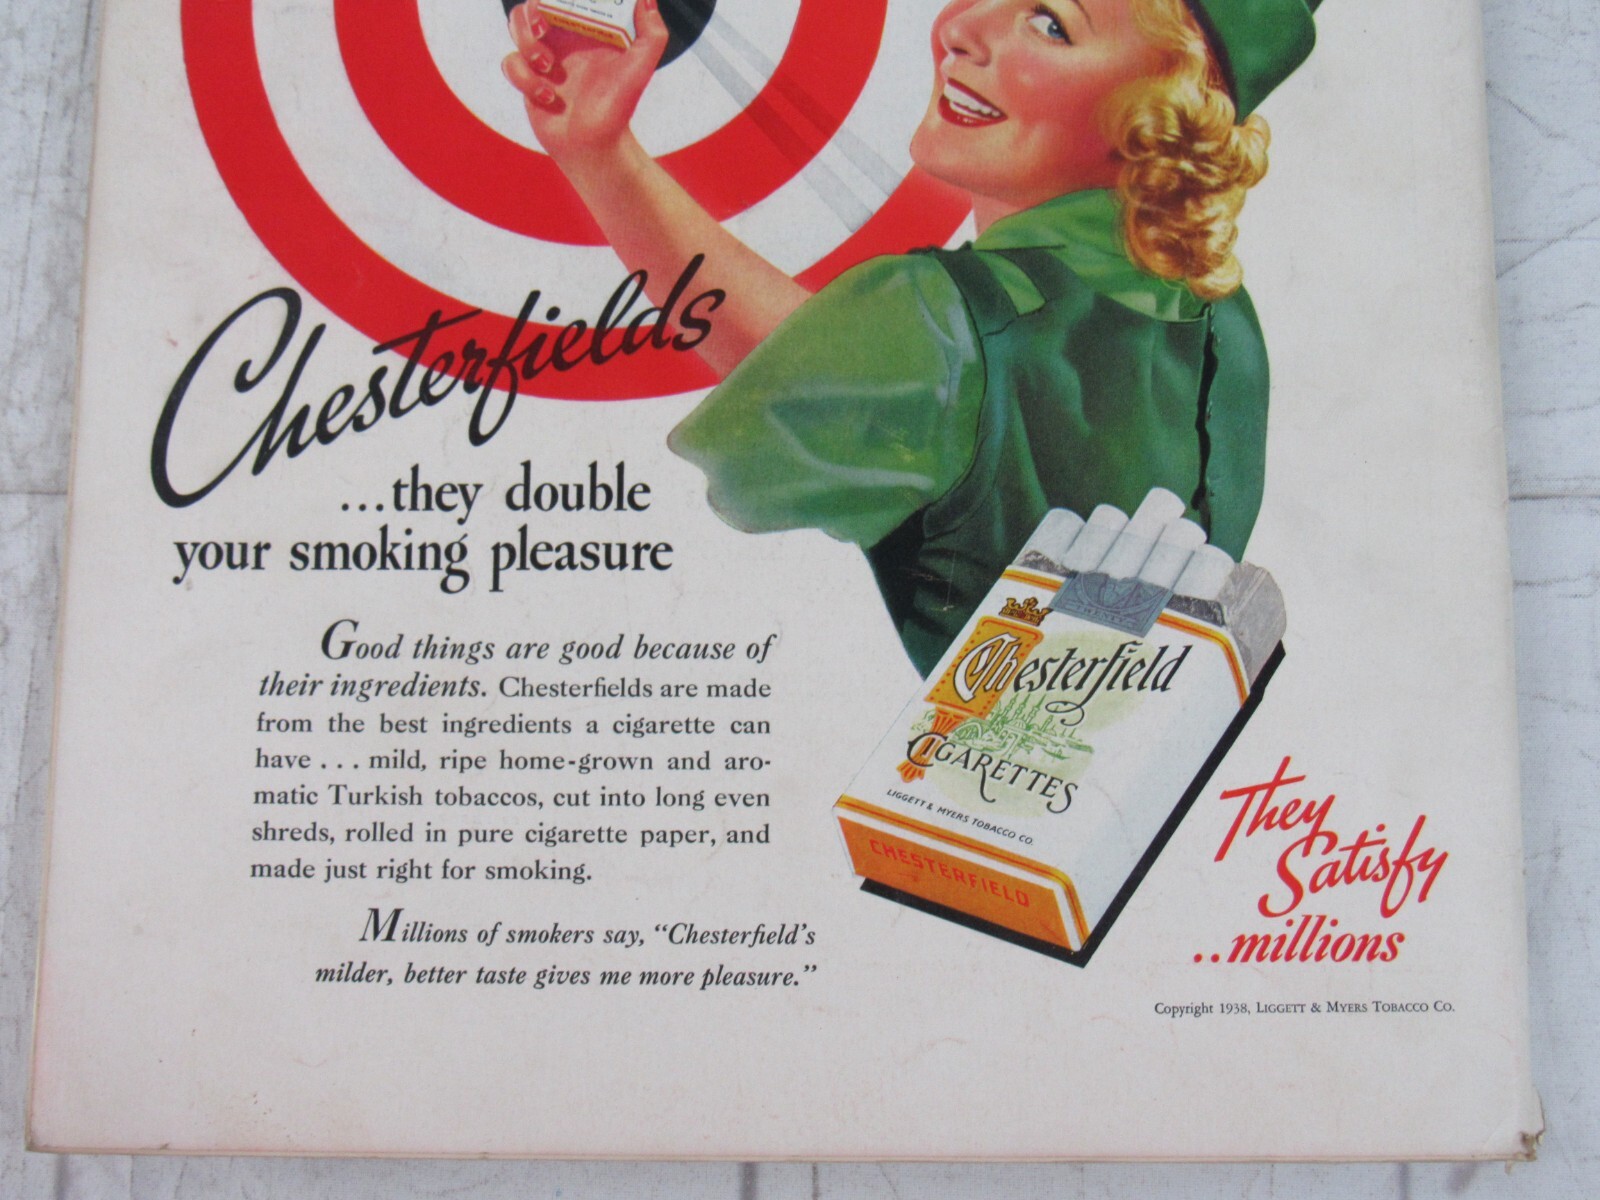 Chesterfields
...they double
your smoking pleasure
Good things are good because of
their ingredients. Chesterfields are made
from the best ingredients a cigarette can
have . . . mild, ripe home-grown and aro-
matic Turkish tobaccos, cut into long even
shreds, rolled in pure cigarette paper, and
made just right for smoking.
Millions of smokers say, “Chesterfield's
milder, better taste gives me more pleasure.”
Chesterfield
CIGARETTES
LIGGETT & MYERS TOBACCO CO.
CHESTERFIELD
They
Satisfy
..millions
Copyright 1938, LIGGETT & MYERS TOBACCO CO.